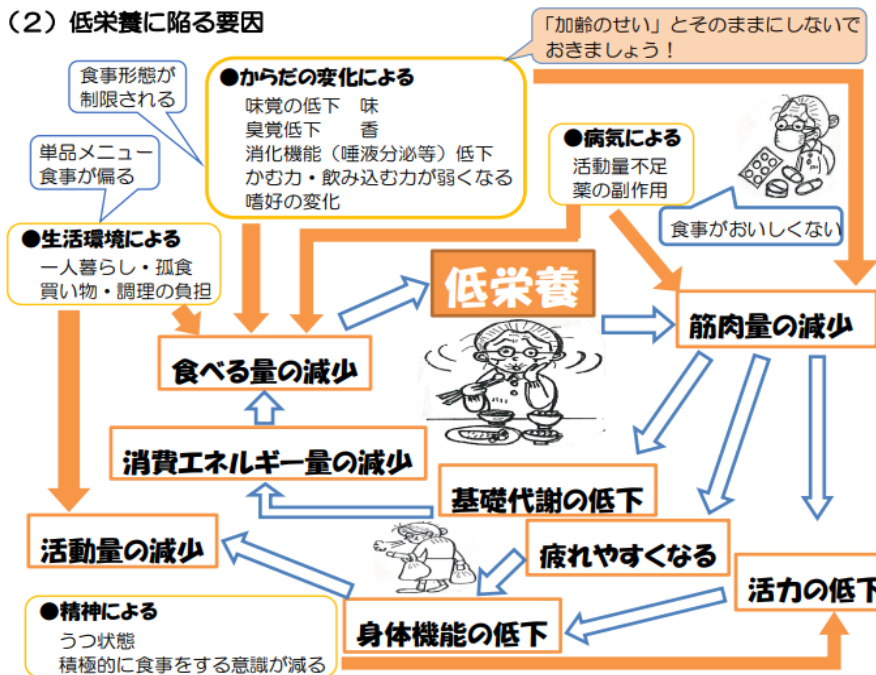 （2）低栄養に陥る要因
「加齢のせい」とそのままにしないで
おきましょう！
食事形態が
制限される
●からだの変化による
味覚の低下　味
臭覚低下　香
消化機能（唾液分泌等）低下
かむ力・飲み込む力が弱くなる
嗜好の変化
単品メニュー
食事が偏る
●病気による
活動量不足
薬の副作用
食事がおいしくない
●生活環境による
一人暮らし・孤食
買い物・調理の負担
低栄養
筋肉量の減少
食べる量の減少
消費エネルギー量の減少
基礎代謝の低下
活動量の減少
疲れやすくなる
活力の低下
身体機能の低下
●精神による
うつ状態
積極的に食事をする意識が減る